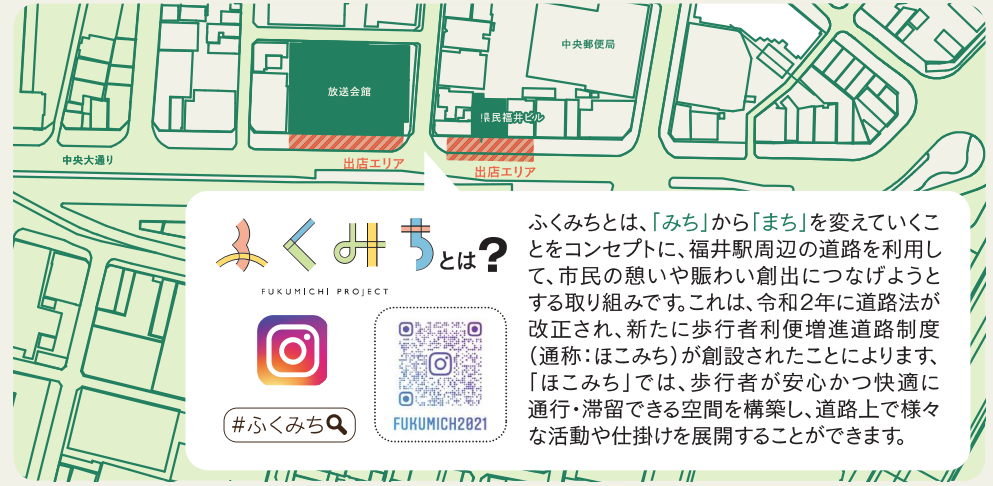 中央郵便局
放送会館
県民福井ビル
中央大通り
出店エリア
出店エリア
ふくみちとは?
FUKUMICHI PROJECT
#ふくみち
FUKUMICH2021
ふくみちとは、「みち」から「まち」を変えていくこ
とをコンセプトに、福井駅周辺の道路を利用し
て、市民の憩いや賑わい創出につなげようと
する取り組みです。これは、令和2年に道路法が
改正され、新たに歩行者利便増進道路制度
(通称:ほこみち)が創設されたことによります、
「ほこみち」では、歩行者が安心かつ快適に
通行・滞留できる空間を構築し、道路上で様々
な活動や仕掛けを展開することができます。